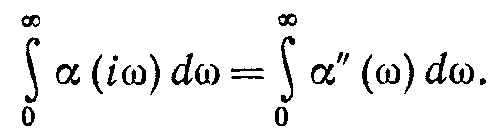 ∫₀^∞ α (iω) dω = ∫₀^∞ α″ (ω) dω.